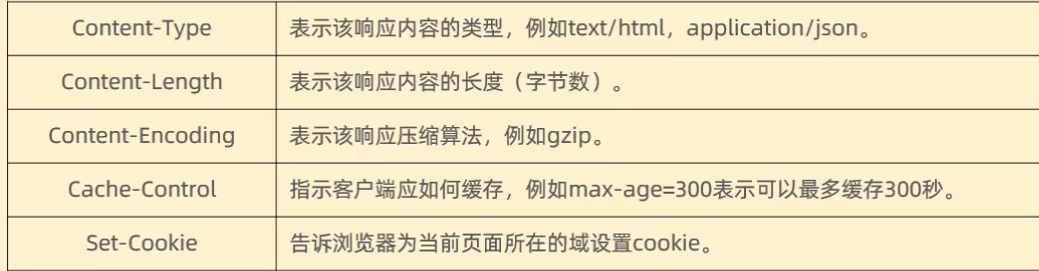 Content-Type 表示该响应内容的类型，例如text/html，application/json。
Content-Length 表示该响应内容的长度（字节数）。
Content-Encoding 表示该响应压缩算法，例如gzip。
Cache-Control 指示客户端应如何缓存，例如max-age=300表示可以最多缓存300秒。
Set-Cookie 告诉浏览器为当前页面所在的域设置cookie。